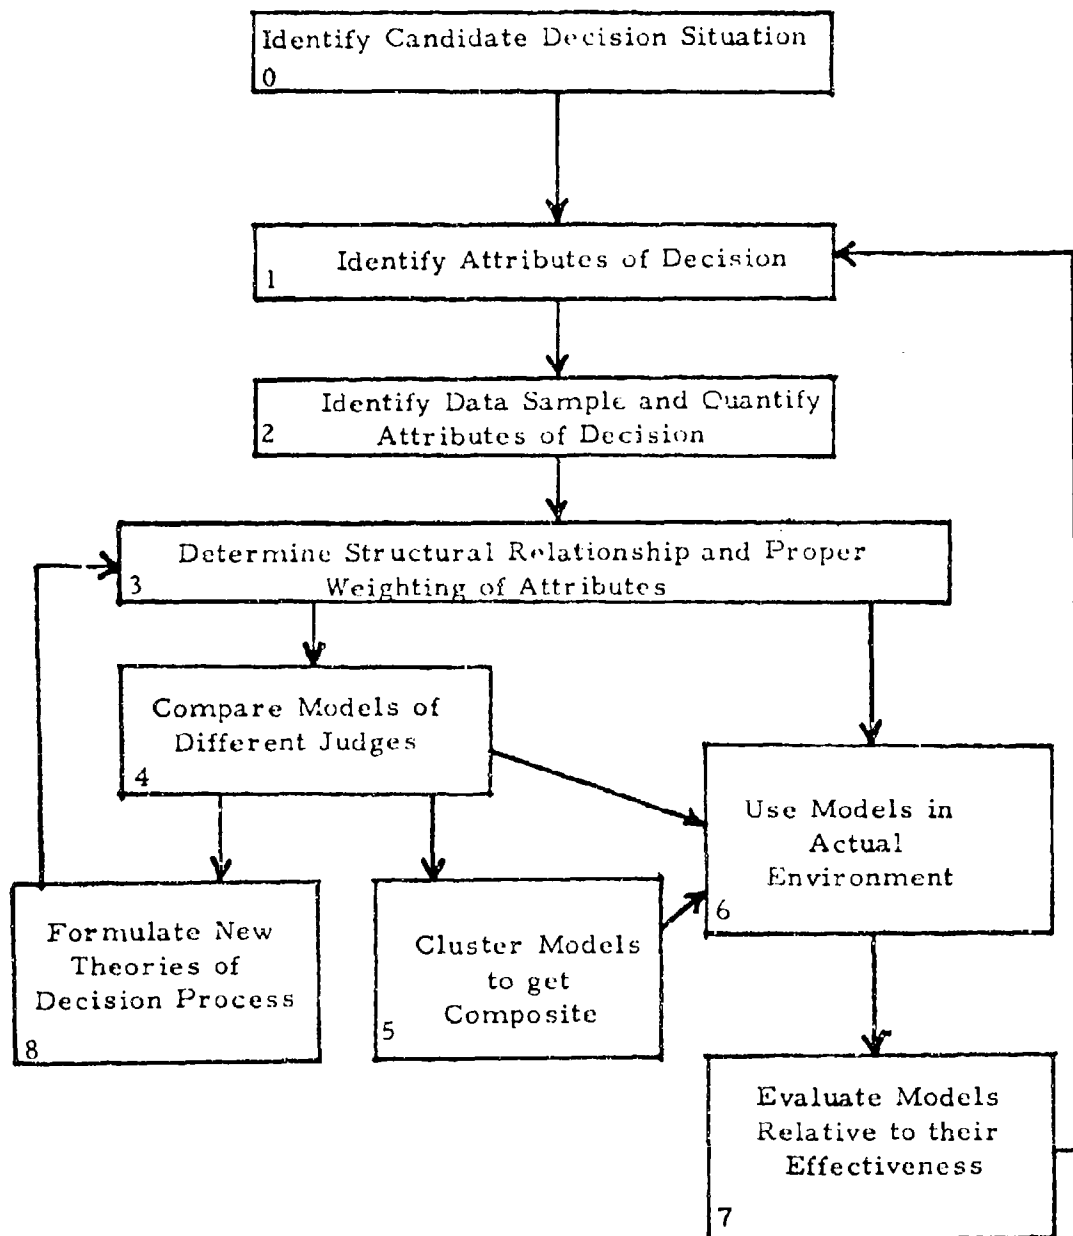 Identify Candidate Decision Situation
0
Identify Attributes of Decision
1
Identify Data Sample and Quantify
2
Attributes of Decision
Determine Structural Relationship and Proper
3
Weighting of Attributes
Compare Models of
Different Judges
4
Use Models in
Actual
Environment
6
Formulate New
Theories of
Decision Process
8
Cluster Models
to get
Composite
5
Evaluate Models
Relative to their
Effectiveness
7